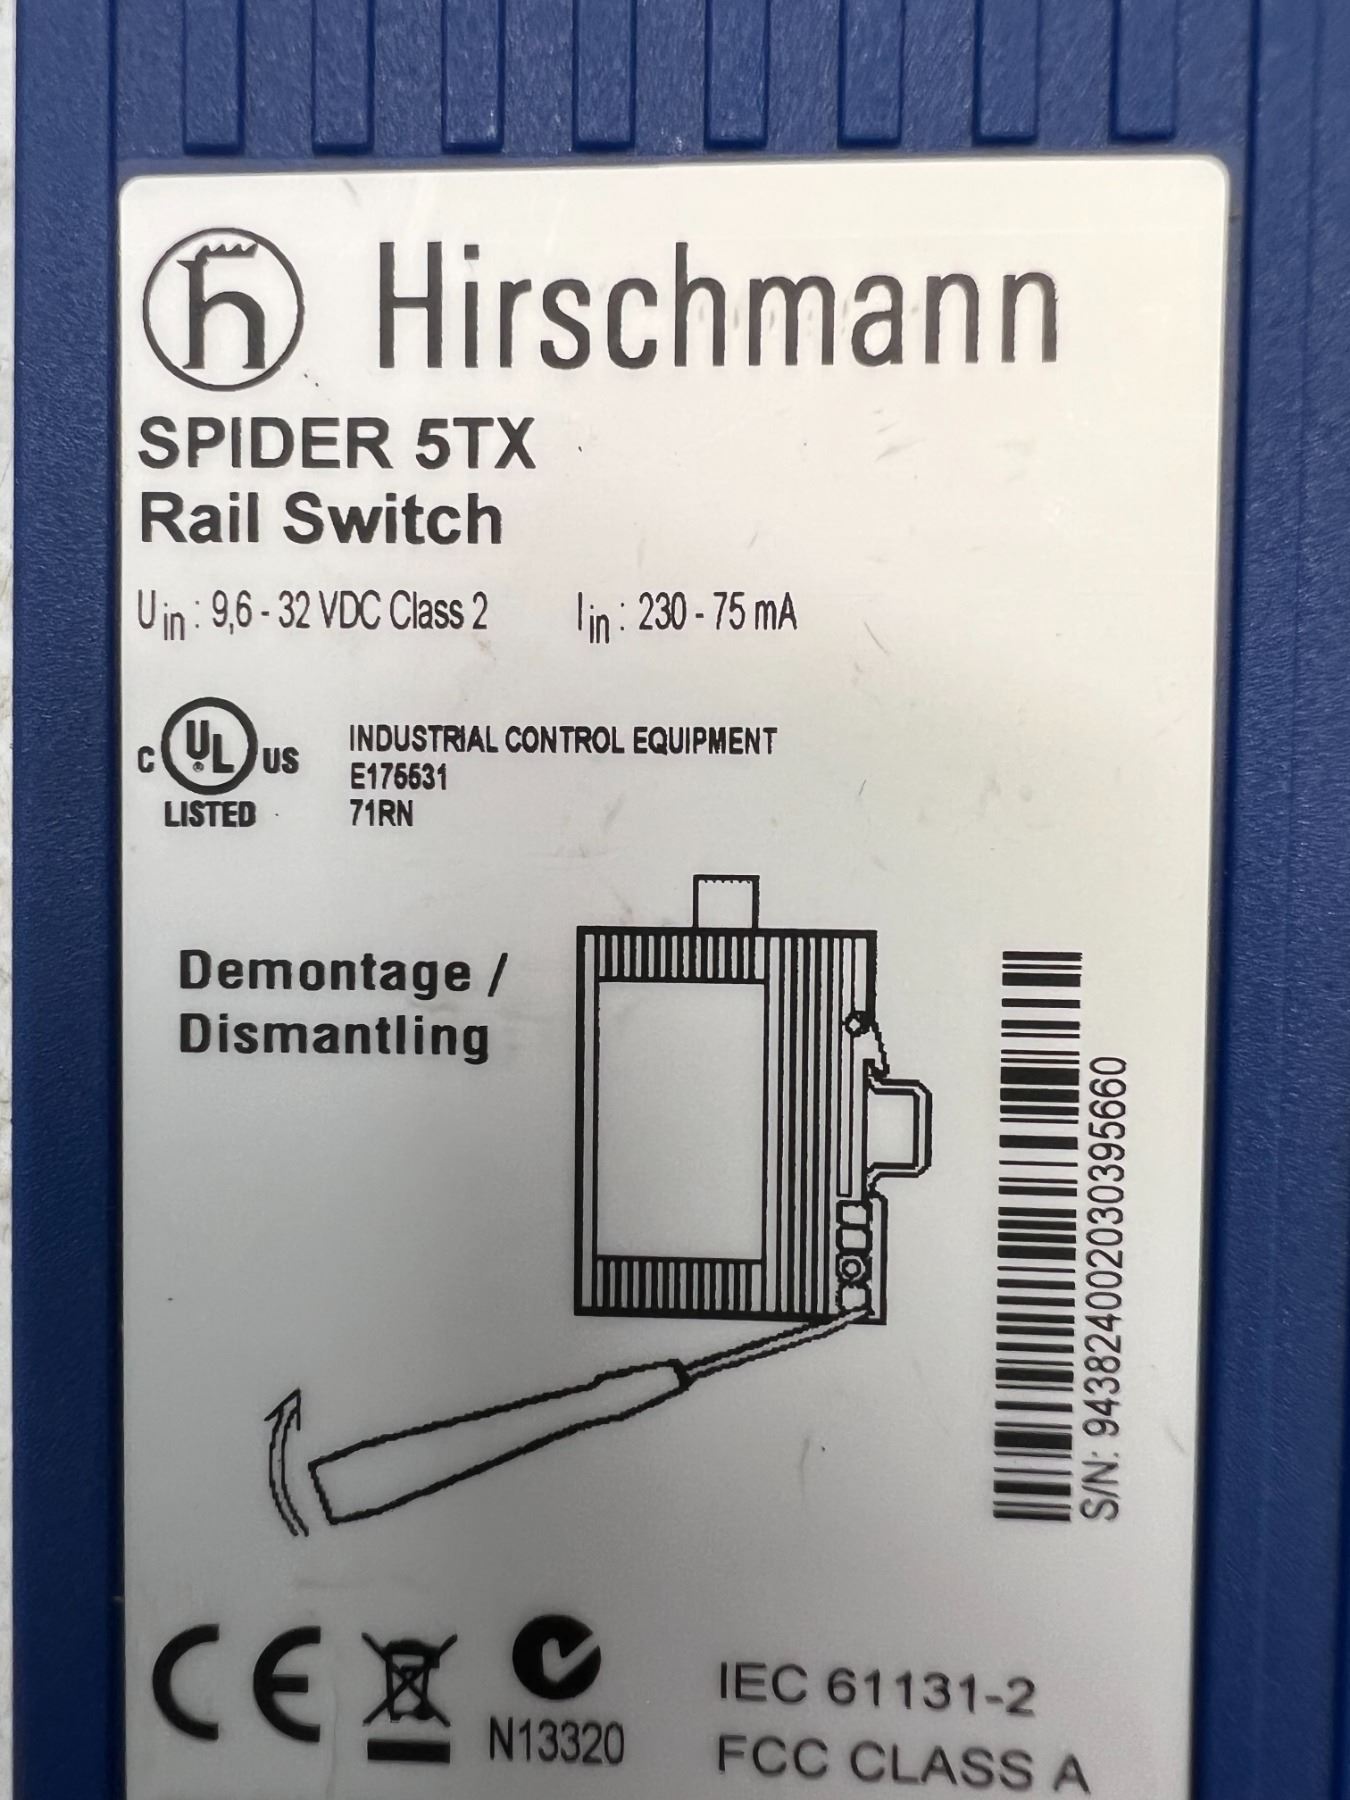 Hirschmann
SPIDER 5TX
Rail Switch
Uin : 9,6 - 32 VDC Class 2 Iin : 230 - 75 mA
C UL US
LISTED
INDUSTRIAL CONTROL EQUIPMENT
E175531
71RN
Demontage /
Dismantling
S/N: 943824002030395660
CE
N13320
IEC 61131-2
FCC CLASS A